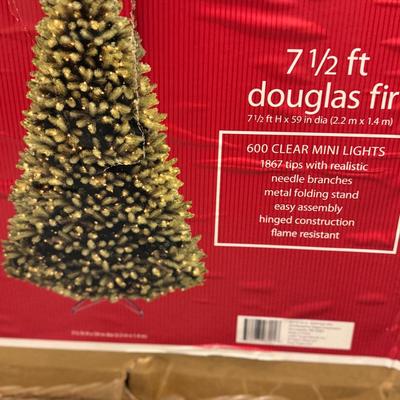 7 1/2 ft
douglas fir
7 1/2 ft H x 59 in dia (2.2 m x 1.4 m)
600 CLEAR MINI LIGHTS
1867 tips with realistic
needle branches
metal folding stand
easy assembly
hinged construction
flame resistant